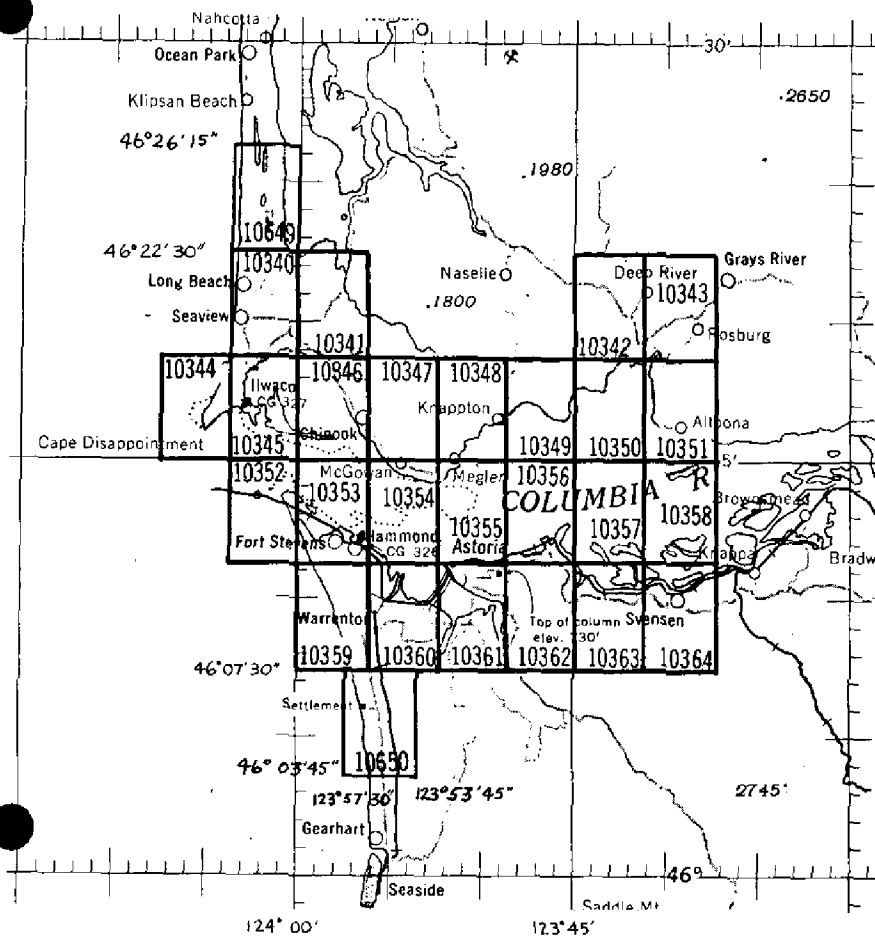 Nahcotta
30'
Ocean Park
Klipsan Beach
.2650
46°26'15"
.1980
10649
46°22'30"
10340
Grays River
Long Beach
Naselle
Deep River
10343
Seaview
.1800
Rosburg
10341
10342
10344
10346
10347
10348
Ilwaco
CG 327
Knappton
Altoona
Chinook
Cape Disappointment
10345
10349
10350
10351
5'
10352
McGowan
Megler
10356
10353
10354
COLUMBIA R
Brownsmead
10355
10357
10358
Fort Stevens
Hammond
CG 326
Astoria
Knappa
Bradw
Warrenton
Top of column
elev. 730'
Svensen
10359
10360
10361
10362
10363
10364
46°07'30"
Settlement
46° 03'45"
10650
123°57'30"
123°53'45"
2745
Gearhart
46°
Seaside
Saddle Mt
124° 00'
123°45'